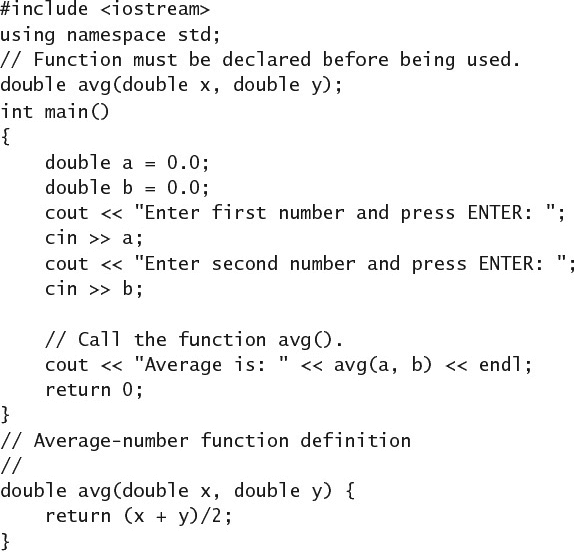 #include <iostream>
using namespace std;
// Function must be declared before being used.
double avg(double x, double y);
int main()
{
    double a = 0.0;
    double b = 0.0;
    cout << "Enter first number and press ENTER: ";
    cin >> a;
    cout << "Enter second number and press ENTER: ";
    cin >> b;

    // Call the function avg().
    cout << "Average is: " << avg(a, b) << endl;
    return 0;
}
// Average-number function definition
//
double avg(double x, double y) {
    return (x + y)/2;
}